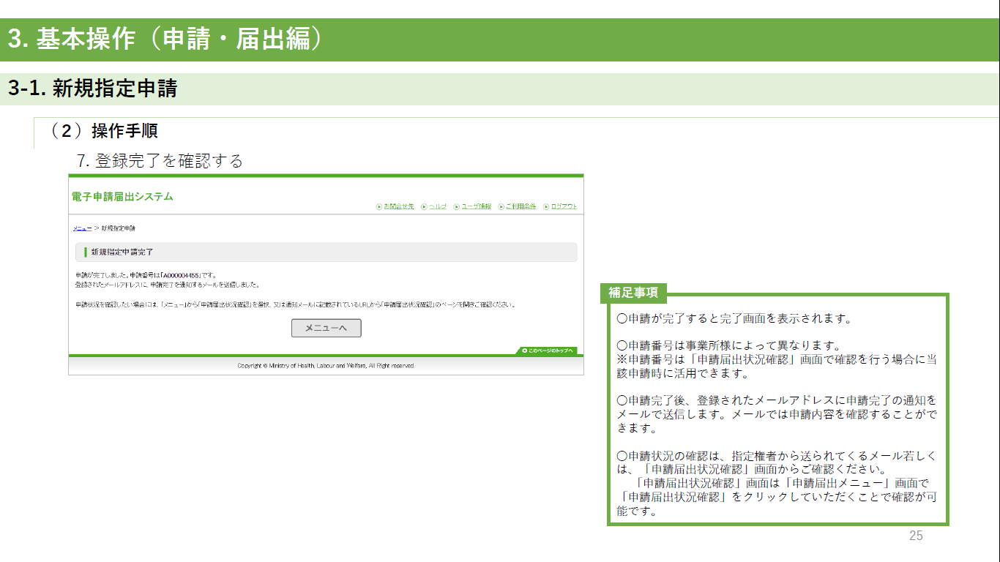 3. 基本操作（申請・届出編）
3-1. 新規指定申請
（２）操作手順
7. 登録完了を確認する
電子申請届出システム
お問合せ先 ヘルプ ユーザ情報 ご利用条件 ログアウト
メニュー > 新規指定申請
新規指定申請完了
申請が完了しました。申請番号は「A000004455」です。
登録されたメールアドレスに、申請完了を通知するメールを送信しました。
申請状況を確認したい場合には、「メニュー」から「申請届出状況確認」を選択、又は通知メールに記載されているURLから「申請届出状況確認」のページを開きご確認ください。
メニューへ
このページのトップへ
Copyright © Ministry of Health, Labour and Welfare, All Right reserved.
補足事項
〇申請が完了すると完了画面を表示されます。
〇申請番号は事業所様によって異なります。
※申請番号は「申請届出状況確認」画面で確認を行う場合に当
該申請時に活用できます。
〇申請完了後、登録されたメールアドレスに申請完了の通知を
メールで送信します。メールでは申請内容を確認することがで
きます。
〇申請状況の確認は、指定権者から送られてくるメール若しく
は、「申請届出状況確認」画面からご確認ください。
「申請届出状況確認」画面は「申請届出メニュー」画面で
「申請届出状況確認」をクリックしていただくことで確認が可
能です。
25